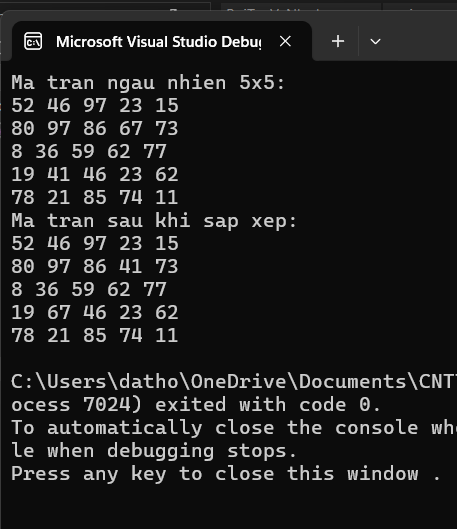 Microsoft Visual Studio Debug
Ma tran ngau nhien 5x5:
52 46 97 23 15
80 97 86 67 73
8 36 59 62 77
19 41 46 23 62
78 21 85 74 11
Ma tran sau khi sap xep:
52 46 97 23 15
80 97 86 41 73
8 36 59 62 77
19 67 46 23 62
78 21 85 74 11
C:\Users\datho\OneDrive\Documents\CNTT
ocess 7024) exited with code 0.
To automatically close the console whe
le when debugging stops.
Press any key to close this window .